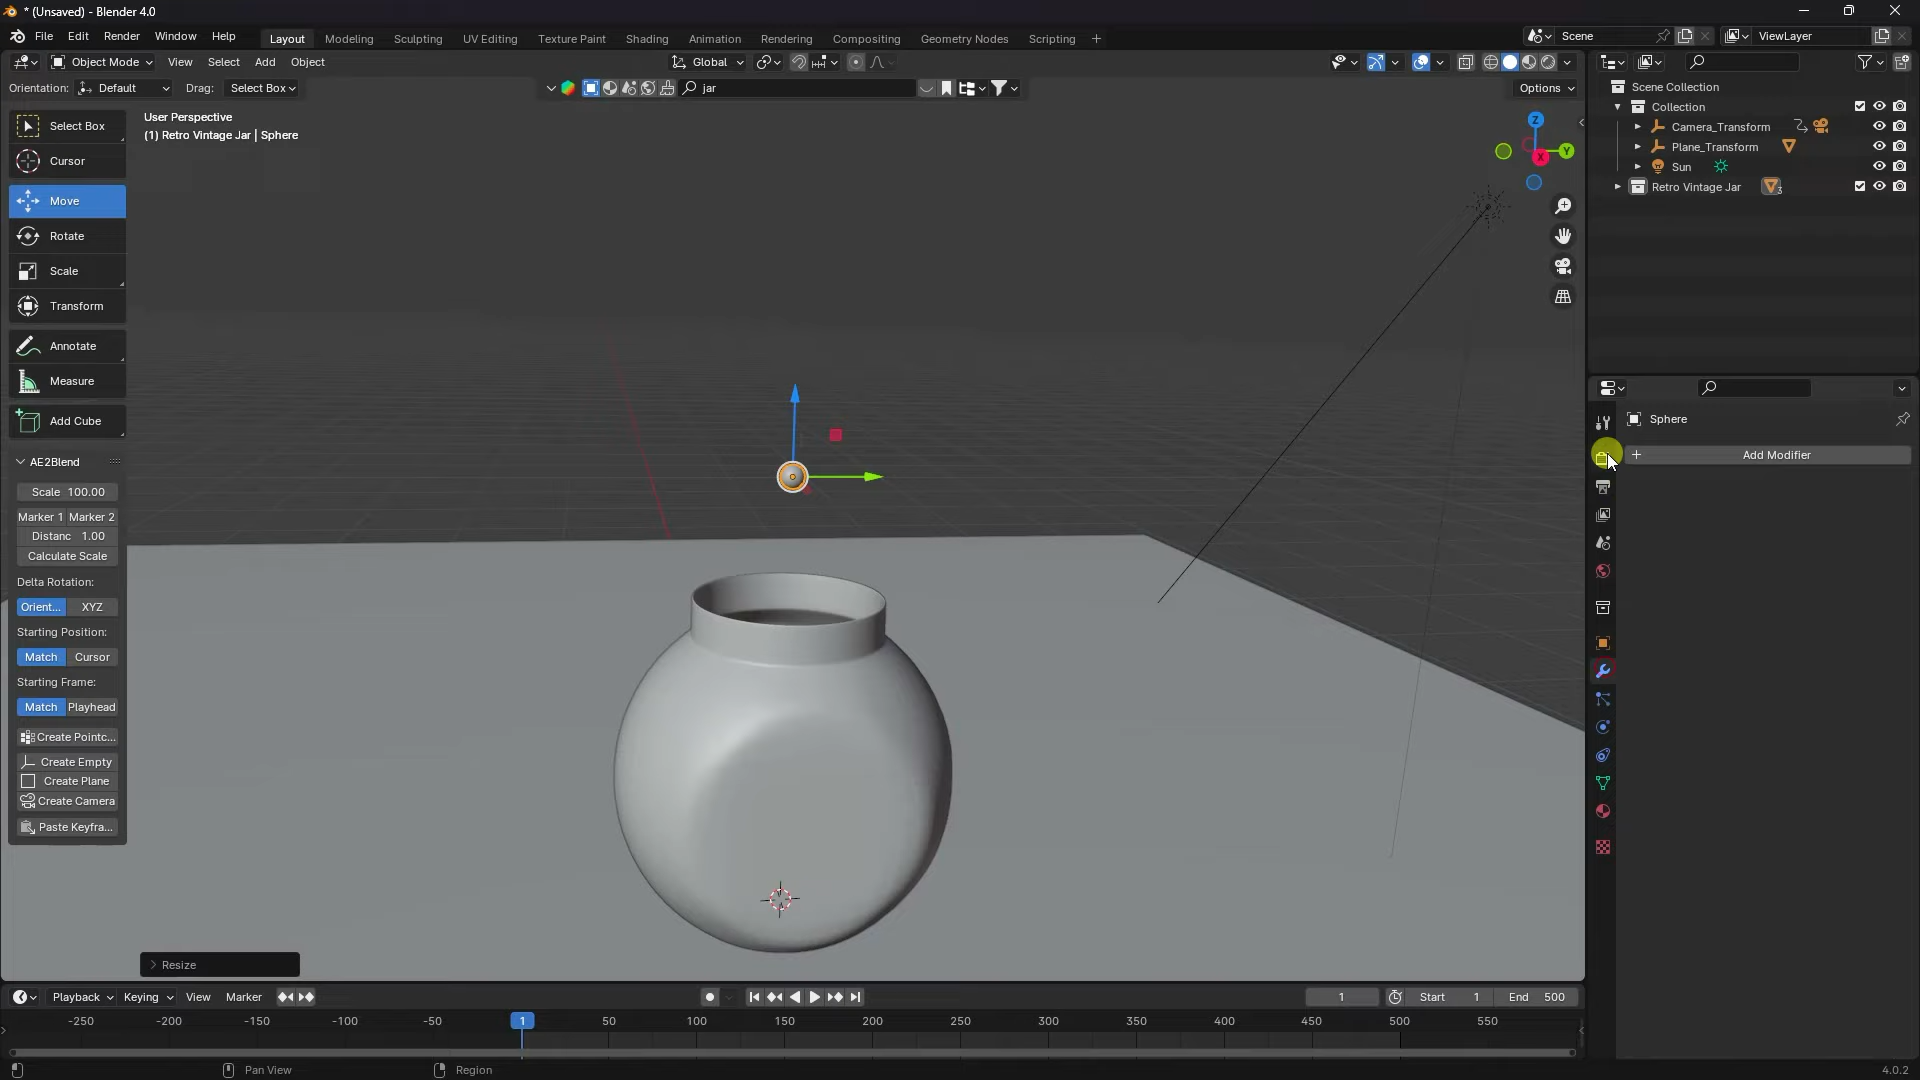 * (Unsaved) - Blender 4.0
File Edit Render Window Help
Layout Modeling Sculpting UV Editing Texture Paint Shading Animation Rendering Compositing Geometry Nodes Scripting +
Scene
ViewLayer
Object Mode View Select Add Object
Global
Orientation: Default Drag: Select Box
jar
Options
Select Box
Cursor
Move
Rotate
Scale
Transform
Annotate
Measure
Add Cube
User Perspective
(1) Retro Vintage Jar | Sphere
Z
Y
X
AE2Blend
Scale 100.00
Marker 1 Marker 2
Distanc 1.00
Calculate Scale
Delta Rotation:
Orient... XYZ
Starting Position:
Match Cursor
Starting Frame:
Match Playhead
Create Pointc...
Create Empty
Create Plane
Create Camera
Paste Keyfra...
Resize
Scene Collection
Collection
Camera_Transform
Plane_Transform
Sun
Retro Vintage Jar 3
Sphere
+ Add Modifier
Playback Keying View Marker
1
Start 1 End 500
-250 -200 -150 -100 -50 1 50 100 150 200 250 300 350 400 450 500 550
Pan View
Region
4.0.2